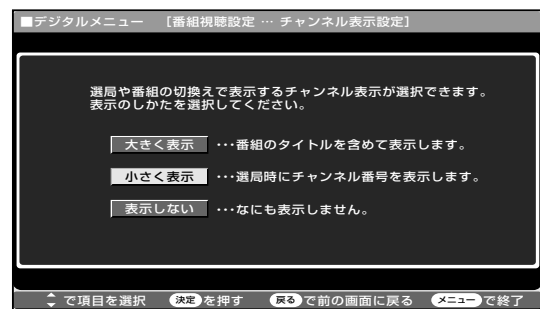 ■デジタルメニュー [番組視聴設定 … チャンネル表示設定]
選局や番組の切換えで表示するチャンネル表示が選択できます。
表示のしかたを選択してください。
大きく表示 ・・・番組のタイトルを含めて表示します。
小さく表示 ・・・選局時にチャンネル番号を表示します。
表示しない ・・・なにも表示しません。
で項目を選択 決定を押す 戻るで前の画面に戻る メニューで終了